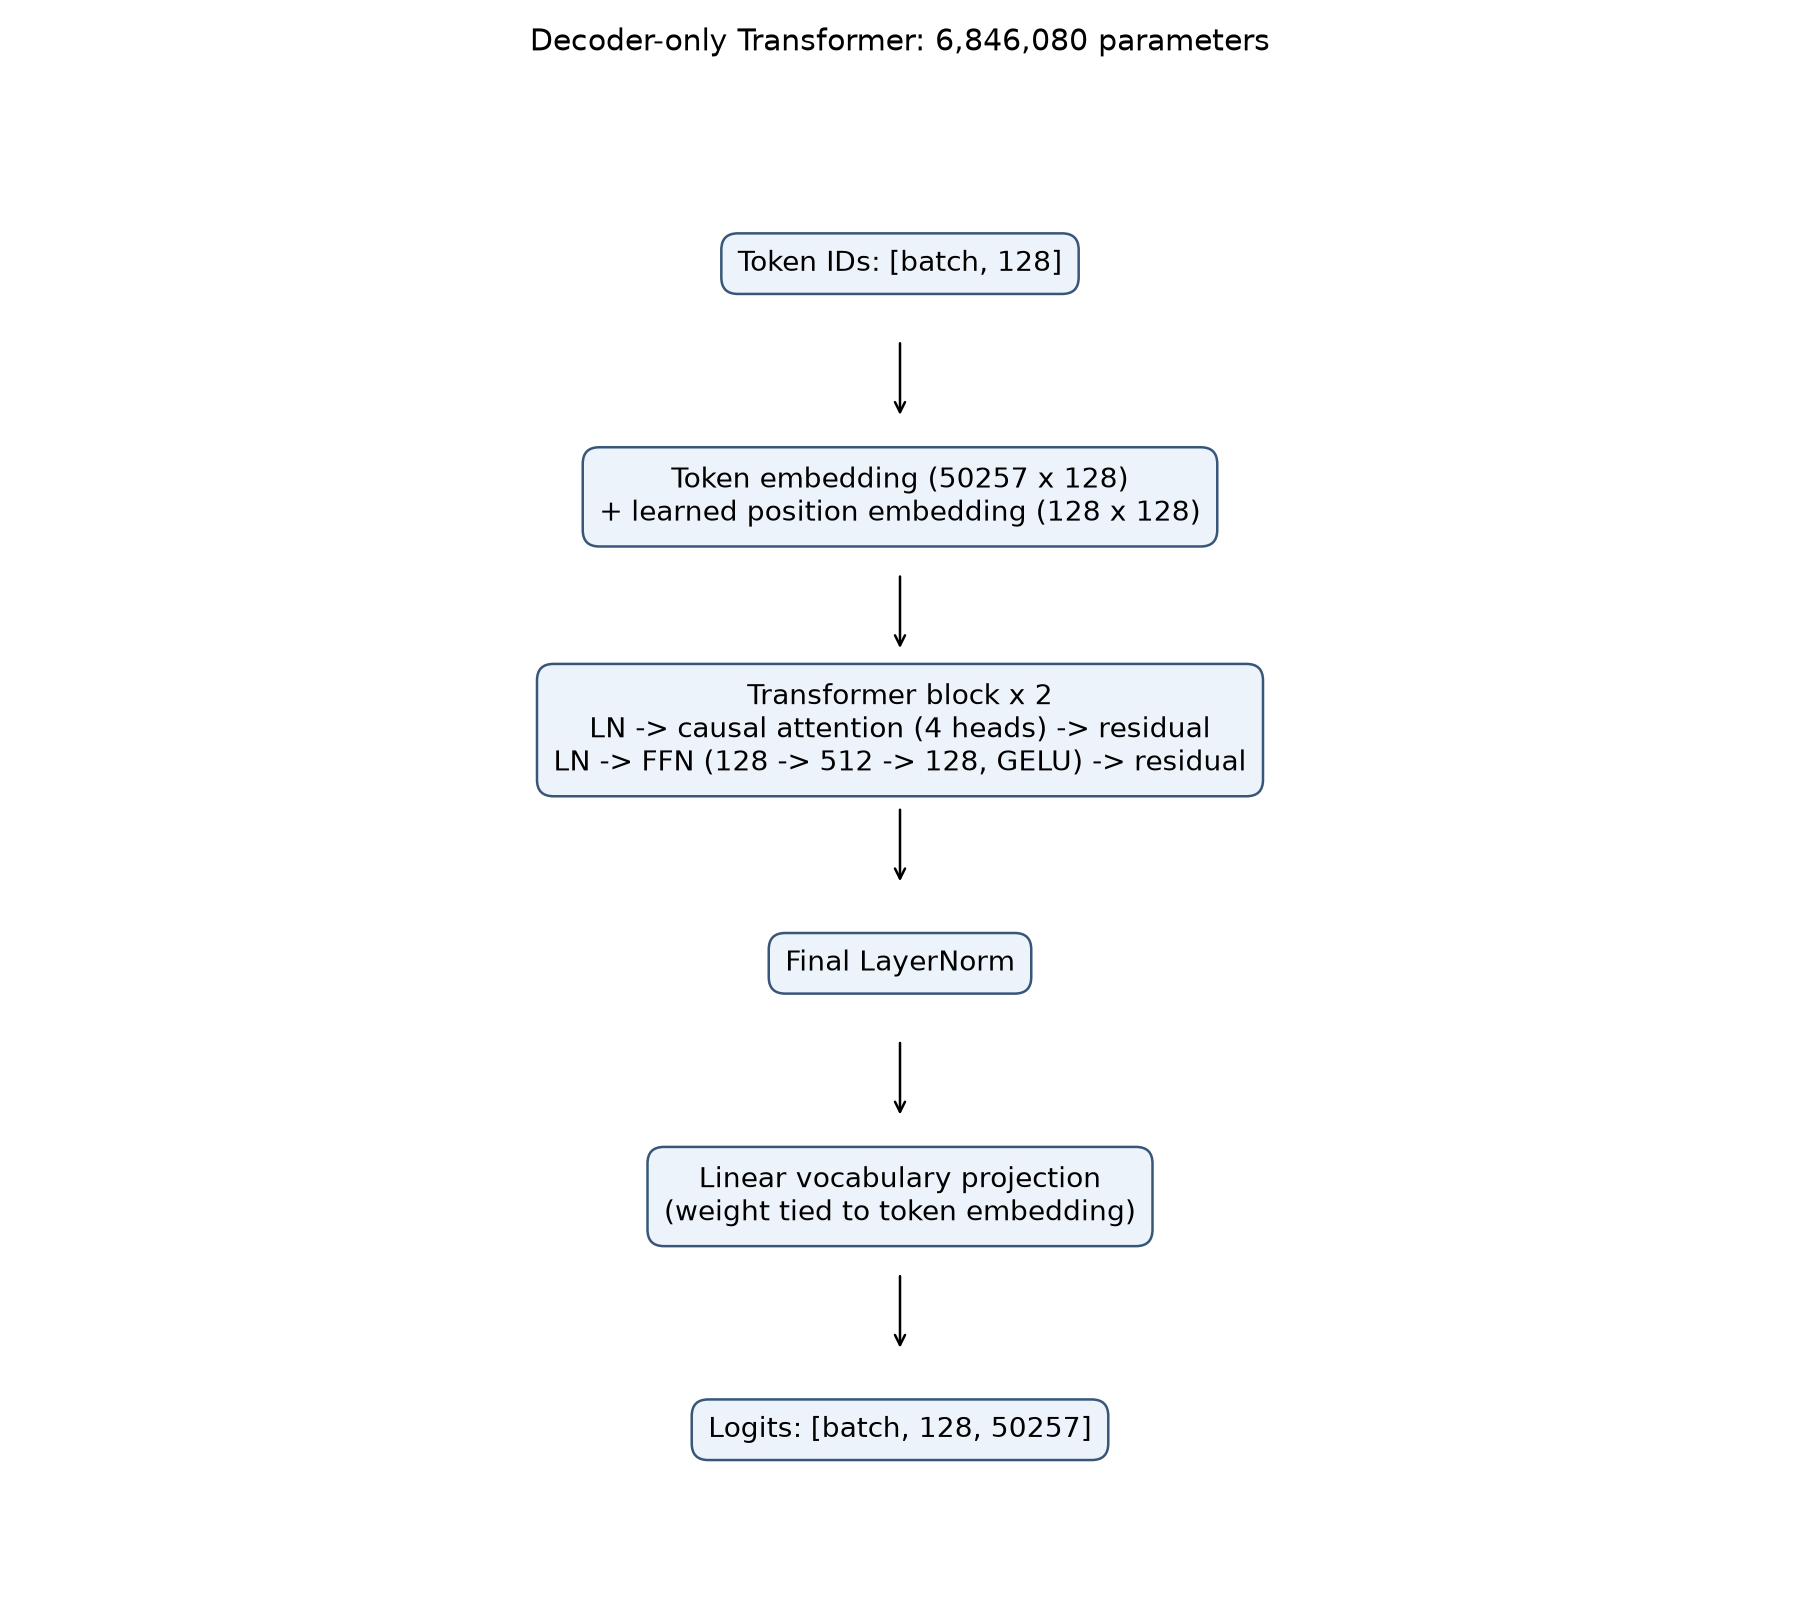 Decoder-only Transformer: 6,846,080 parameters
Token IDs: [batch, 128]
Token embedding (50257 x 128)
+ learned position embedding (128 x 128)
Transformer block x 2
LN -> causal attention (4 heads) -> residual
LN -> FFN (128 -> 512 -> 128, GELU) -> residual
Final LayerNorm
Linear vocabulary projection
(weight tied to token embedding)
Logits: [batch, 128, 50257]